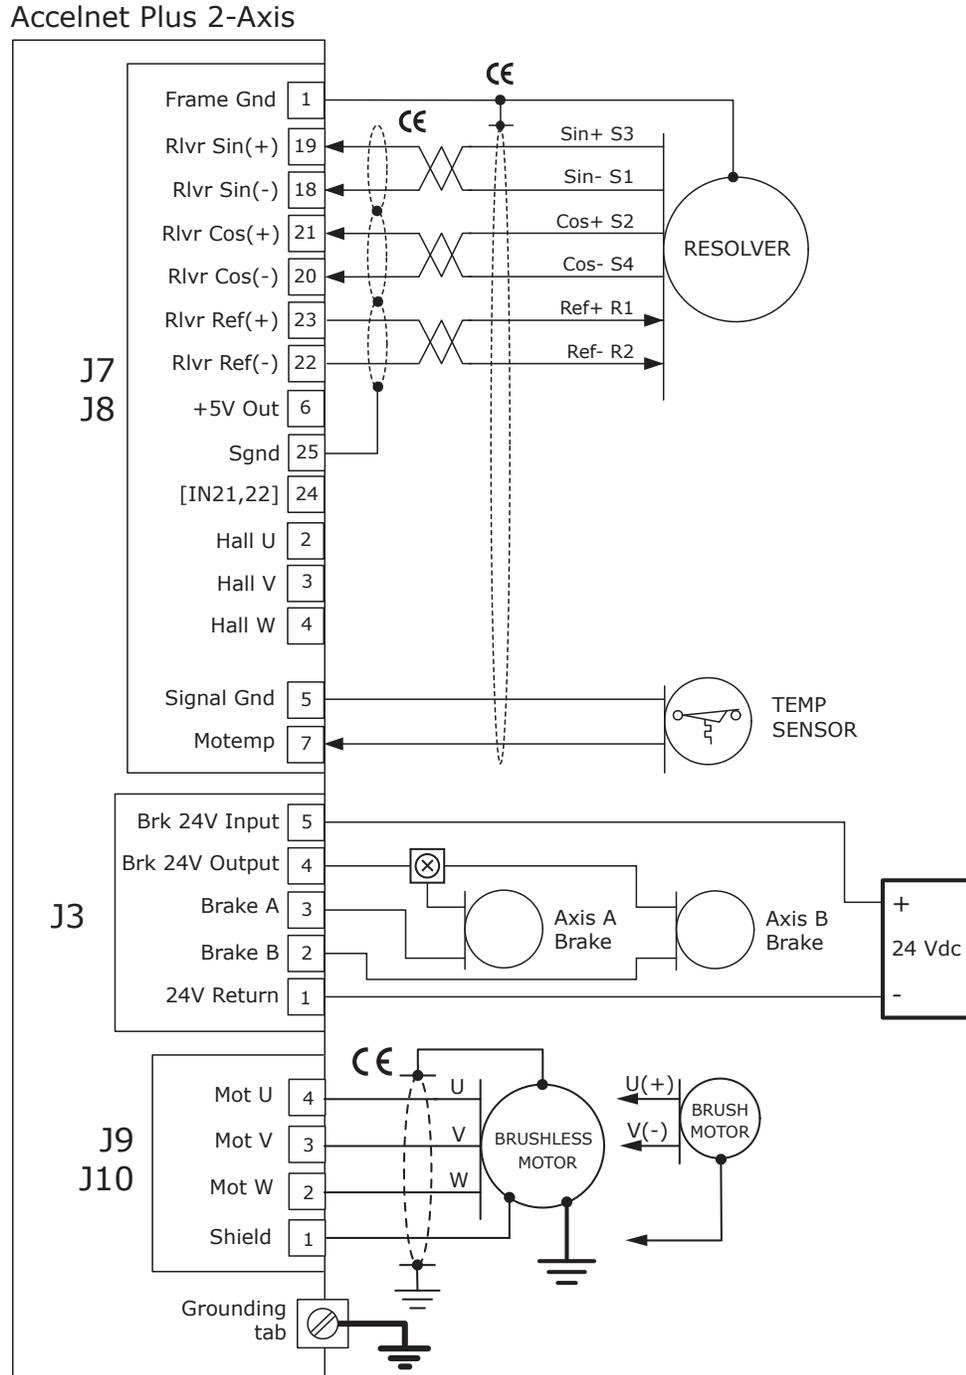 Accelnet Plus 2-Axis
CE
Frame Gnd 1
CE
Rlvr Sin(+) 19 Sin+ S3
Rlvr Sin(-) 18 Sin- S1
Rlvr Cos(+) 21 Cos+ S2
RESOLVER
Rlvr Cos(-) 20 Cos- S4
Rlvr Ref(+) 23 Ref+ R1
Rlvr Ref(-) 22 Ref- R2
J7
J8
+5V Out 6
Sgnd 25
[IN21,22] 24
Hall U 2
Hall V 3
Hall W 4
Signal Gnd 5
TEMP
SENSOR
Motemp 7
Brk 24V Input 5
Brk 24V Output 4
J3
Brake A 3
Axis A
Brake
Axis B
Brake
+
24 Vdc
-
Brake B 2
24V Return 1
CE
Mot U 4 U
U(+)
BRUSH
MOTOR
J9
J10
Mot V 3 V
V(-)
BRUSHLESS
MOTOR
Mot W 2 W
Shield 1
Grounding
tab